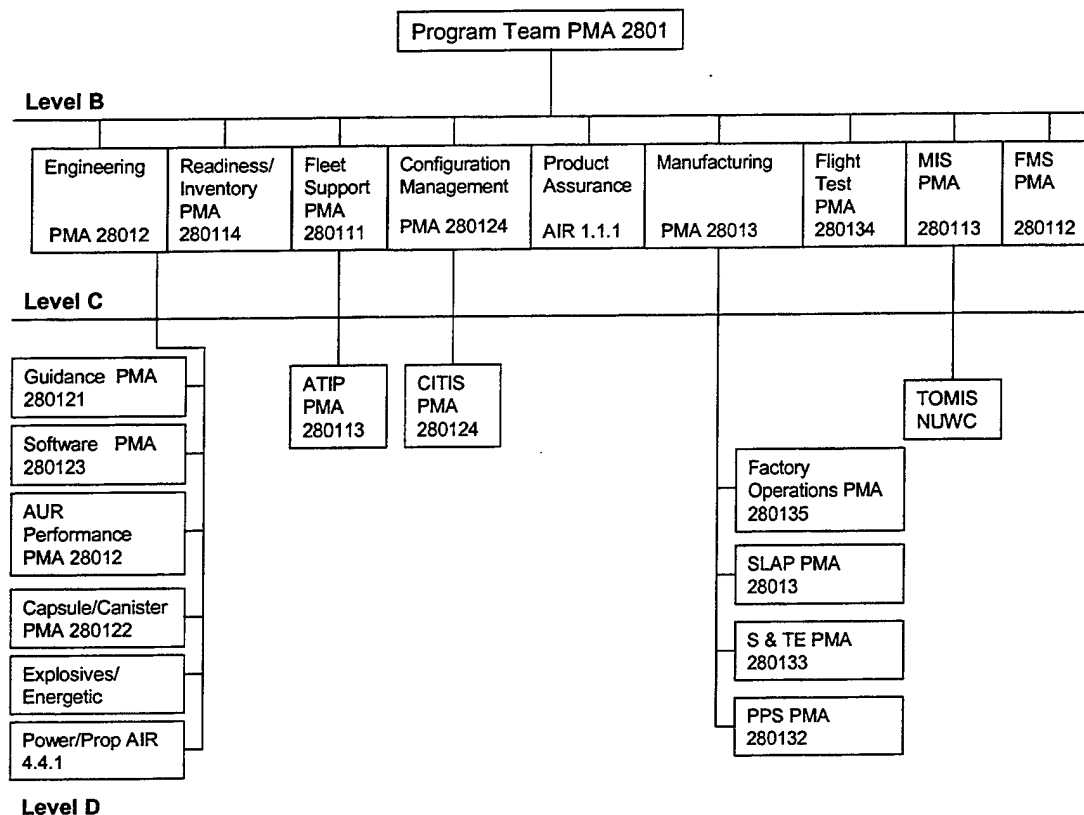 Program Team PMA 2801
Level B
Engineering
PMA 28012
Readiness/
Inventory
PMA
280114
Fleet
Support
PMA
280111
Configuration
Management
PMA 280124
Product
Assurance
AIR 1.1.1
Manufacturing
PMA 28013
Flight
Test
PMA
280134
MIS
PMA
280113
FMS
PMA
280112
Level C
Guidance PMA
280121
Software PMA
280123
AUR
Performance
PMA 28012
Capsule/Canister
PMA 280122
Explosives/
Energetic
Power/Prop AIR
4.4.1
ATIP
PMA
280113
CITIS
PMA
280124
Factory
Operations PMA
280135
SLAP PMA
28013
S & TE PMA
280133
PPS PMA
280132
TOMIS
NUWC
Level D